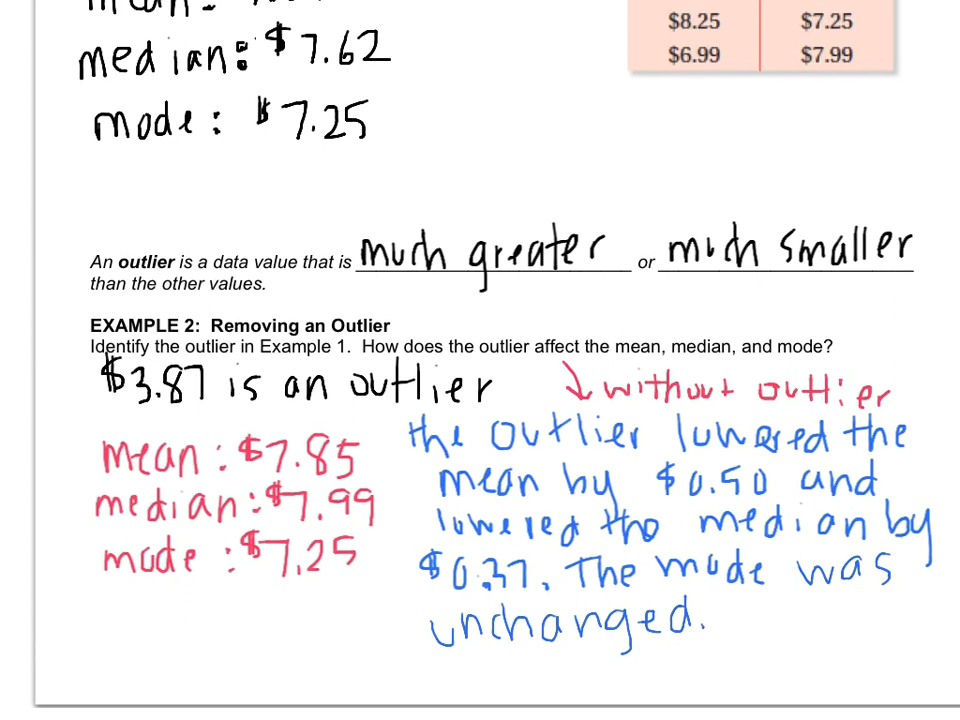 mean:
$8.25 $7.25
median: $7.62
$6.99 $7.99
mode: $7.25
An outlier is a data value that is much greater or much smaller
than the other values.
EXAMPLE 2: Removing an Outlier
Identify the outlier in Example 1. How does the outlier affect the mean, median, and mode?
$3.87 is an outlier ↓ without outlier
mean: $7.85
median: $7.99
mode: $7.25
the outlier lowered the
mean by $0.50 and
lowered the median by
$0.37. The mode was
unchanged.